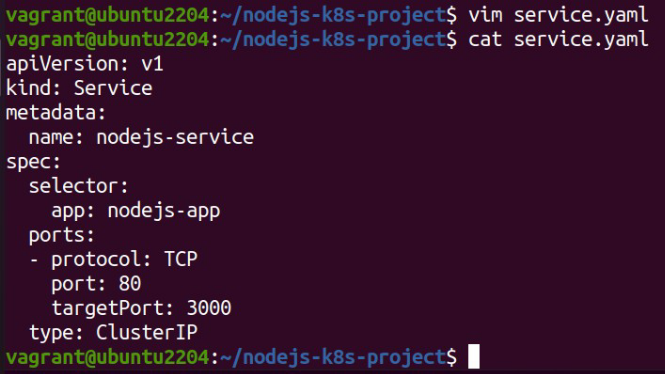 vagrant@ubuntu2204:~/nodejs-k8s-project$ vim service.yaml
vagrant@ubuntu2204:~/nodejs-k8s-project$ cat service.yaml
apiVersion: v1
kind: Service
metadata:
  name: nodejs-service
spec:
  selector:
    app: nodejs-app
  ports:
  - protocol: TCP
    port: 80
    targetPort: 3000
  type: ClusterIP
vagrant@ubuntu2204:~/nodejs-k8s-project$